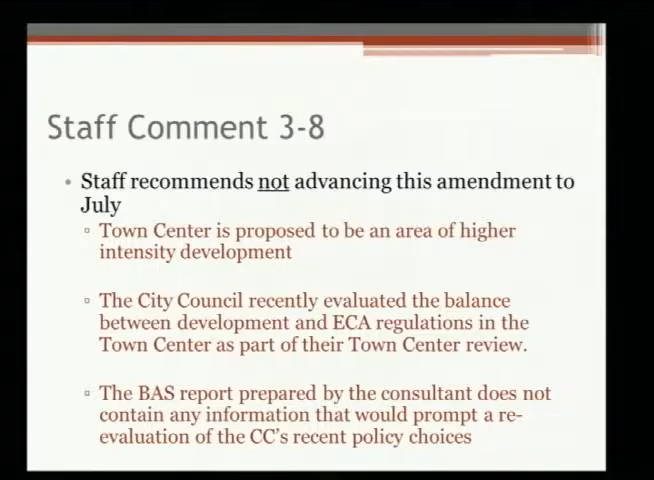 Staff Comment 3-8
• Staff recommends not advancing this amendment to
July
▫ Town Center is proposed to be an area of higher
intensity development
▫ The City Council recently evaluated the balance
between development and ECA regulations in the
Town Center as part of their Town Center review.
▫ The BAS report prepared by the consultant does not
contain any information that would prompt a re-
evaluation of the CC's recent policy choices